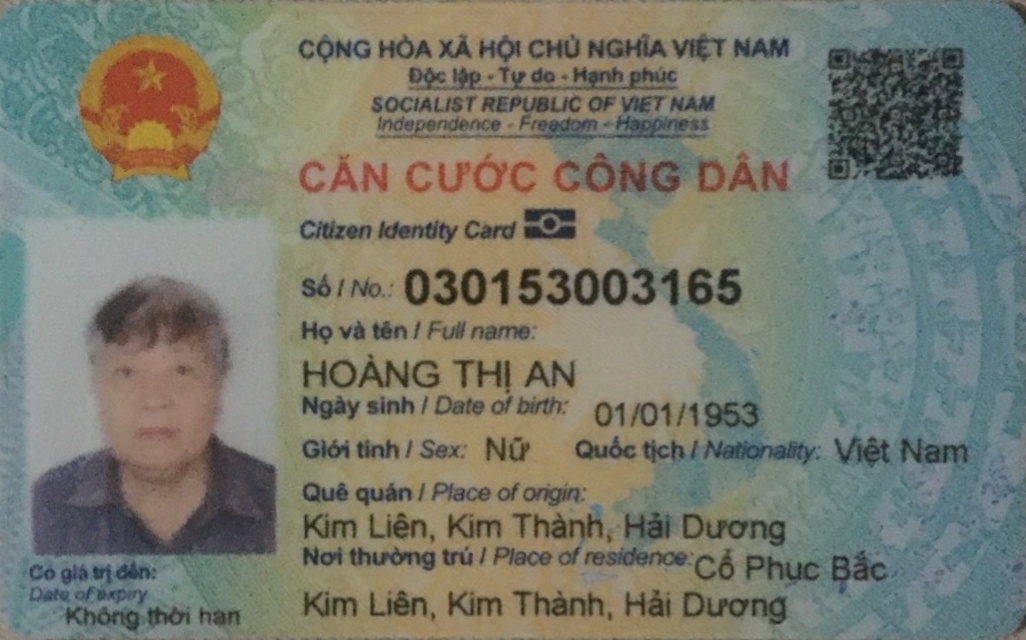 CỘNG HÒA XÃ HỘI CHỦ NGHĨA VIỆT NAM
Độc lập - Tự do - Hạnh phúc
SOCIALIST REPUBLIC OF VIET NAM
Independence - Freedom - Happiness
CĂN CƯỚC CÔNG DÂN
Citizen Identity Card
Số / No.: 030153003165
Họ và tên / Full name:
HOÀNG THỊ AN
Ngày sinh / Date of birth: 01/01/1953
Giới tính / Sex: Nữ Quốc tịch / Nationality: Việt Nam
Quê quán / Place of origin:
Kim Liên, Kim Thành, Hải Dương
Nơi thường trú / Place of residence: Cổ Phục Bắc
Kim Liên, Kim Thành, Hải Dương
Có giá trị đến:
Date of expiry
Không thời hạn